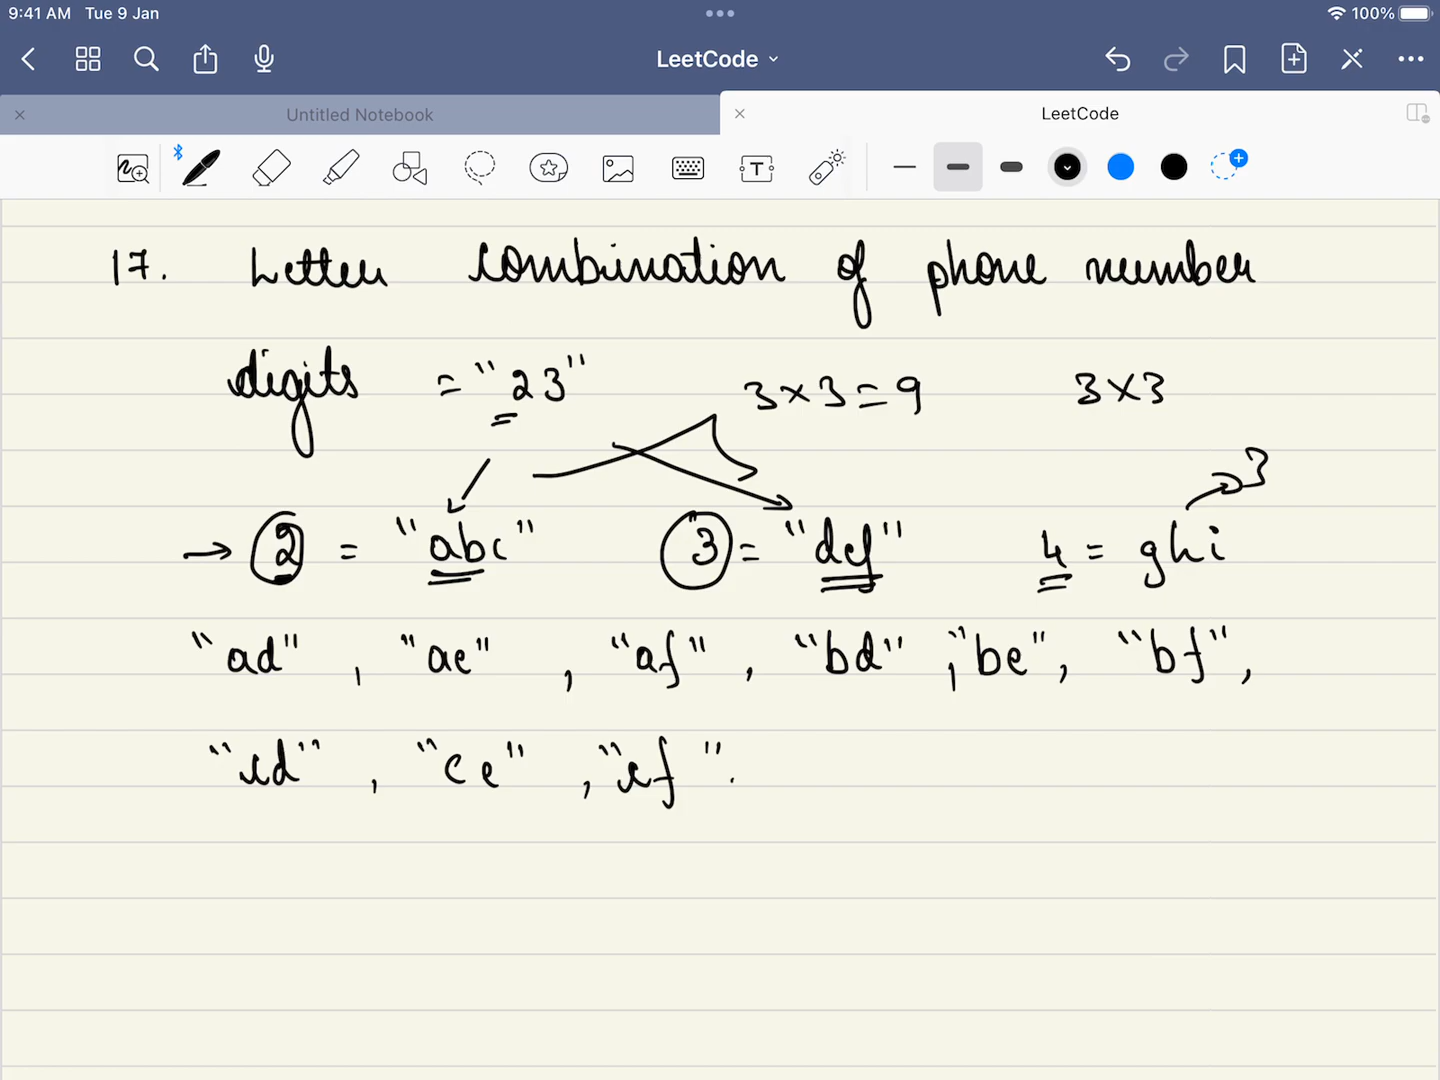 9:41 AM Tue 9 Jan 100%
LeetCode
Untitled Notebook LeetCode
T
17. Letter combination of phone number
digits = "23" 3×3=9 3×3
3
→ 2 = "abc" 3 = "def" 4 = ghi
"ad", "ae", "af", "bd", "be", "bf",
"cd", "ce", "cf".